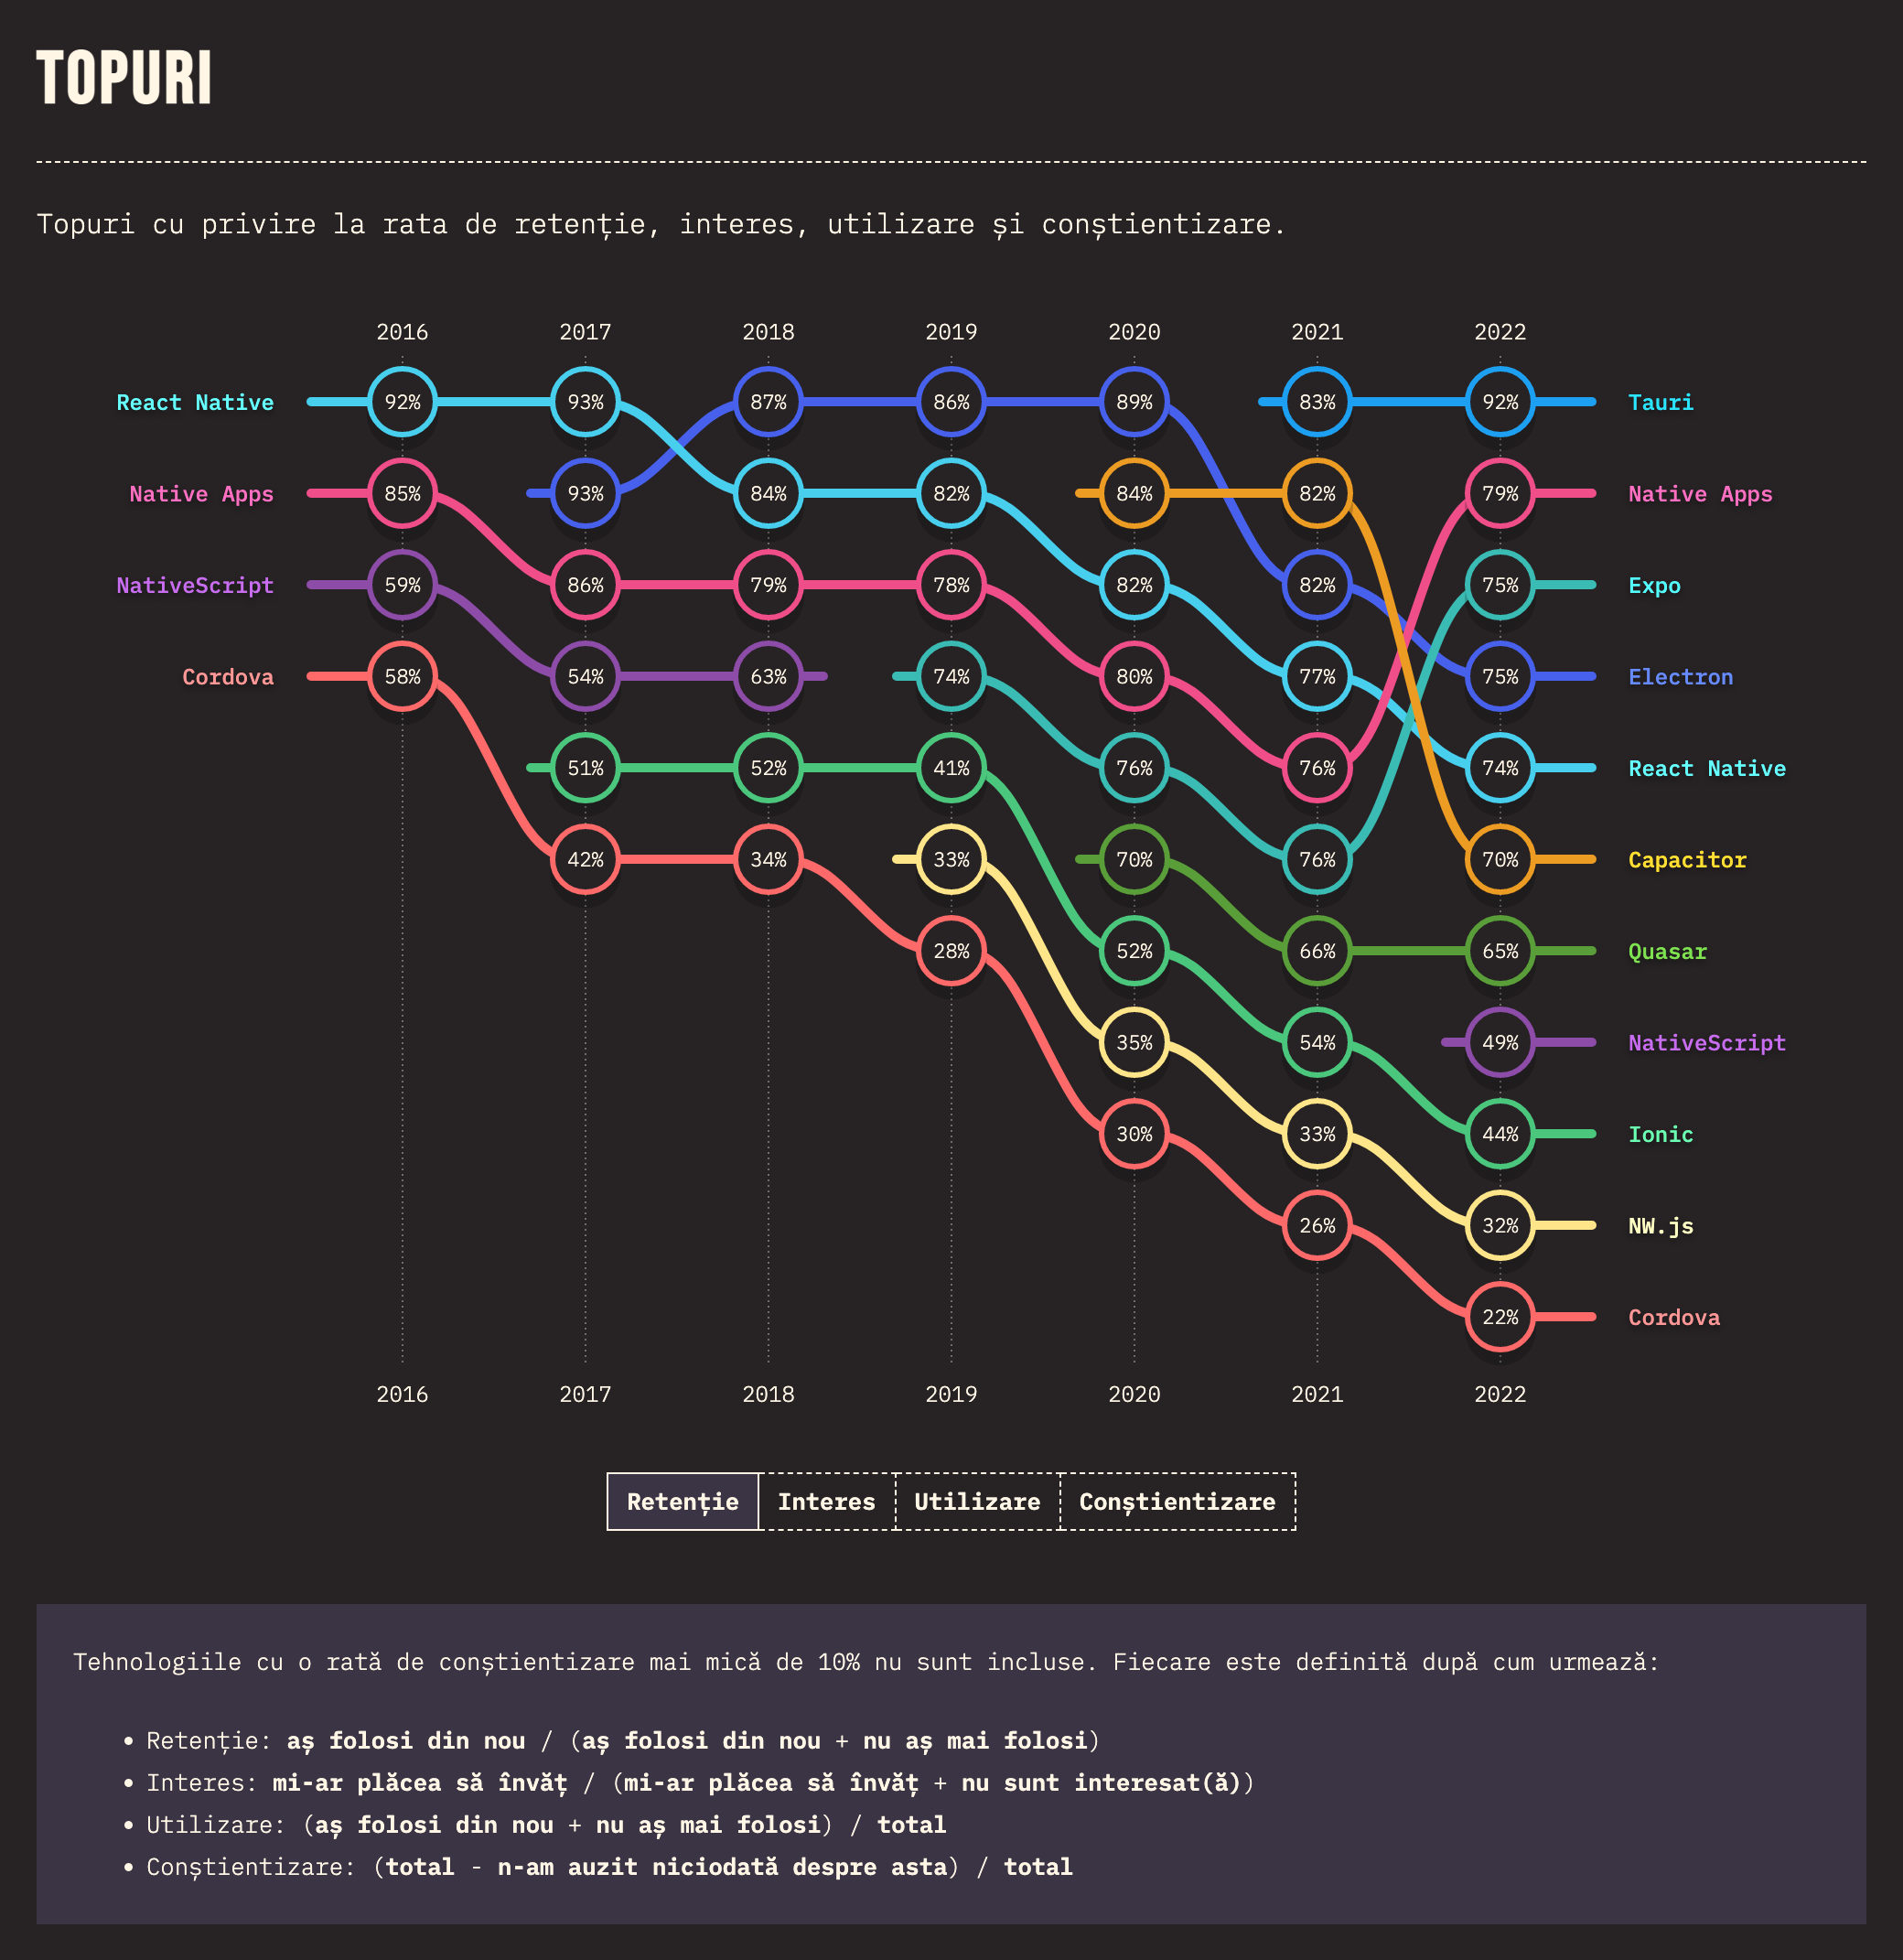 TOPURI
Topuri cu privire la rata de retenție, interes, utilizare și conștientizare.
2016 2017 2018 2019 2020 2021 2022
React Native 92% 93% 87% 86% 89% 83% 92% Tauri
Native Apps 85% 93% 84% 82% 84% 82% 79% Native Apps
NativeScript 59% 86% 79% 78% 82% 82% 75% Expo
Cordova 58% 54% 63% 74% 80% 77% 75% Electron
51% 52% 41% 76% 76% 74% React Native
42% 34% 33% 70% 76% 70% Capacitor
28% 52% 66% 65% Quasar
35% 54% 49% NativeScript
30% 33% 44% Ionic
26% 32% NW.js
22% Cordova
2016 2017 2018 2019 2020 2021 2022
Retenție Interes Utilizare Conștientizare
Tehnologiile cu o rată de conștientizare mai mică de 10% nu sunt incluse. Fiecare este definită după cum urmează:
• Retenție: aș folosi din nou / (aș folosi din nou + nu aș mai folosi)
• Interes: mi-ar plăcea să învăț / (mi-ar plăcea să învăț + nu sunt interesat(ă))
• Utilizare: (aș folosi din nou + nu aș mai folosi) / total
• Conștientizare: (total - n-am auzit niciodată despre asta) / total